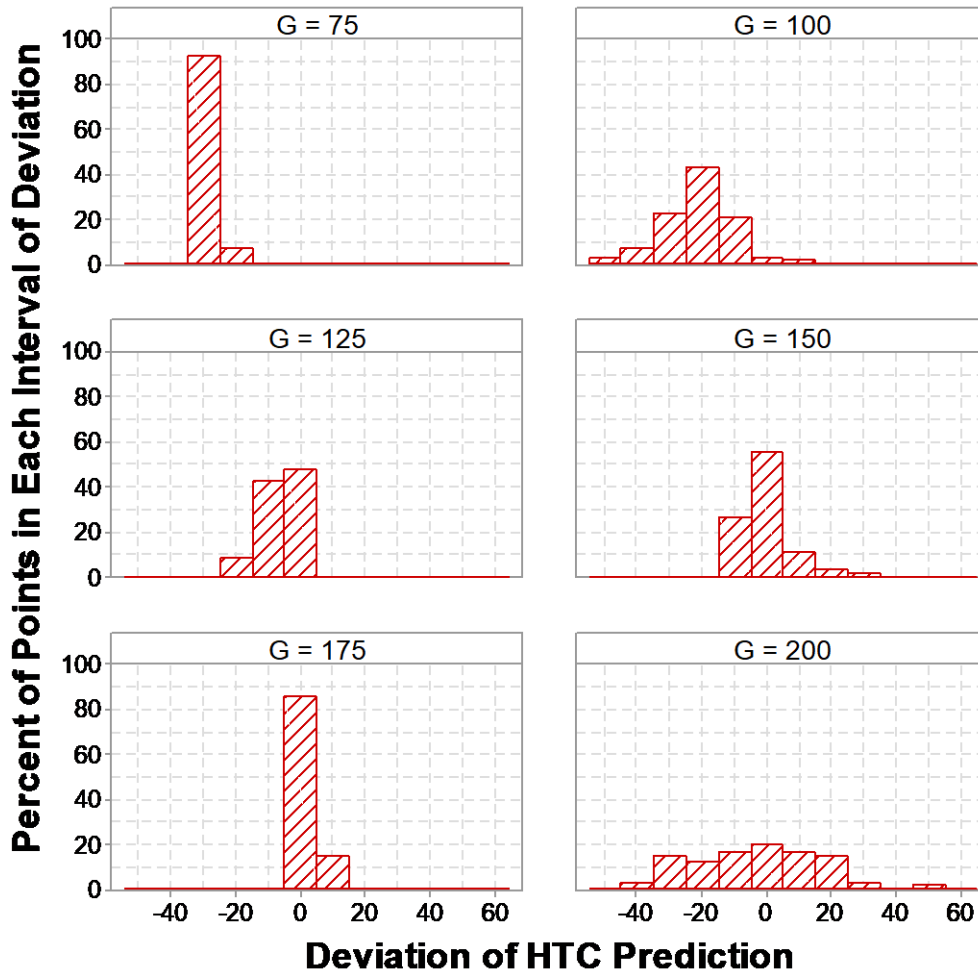 Percent of Points in Each Interval of Deviation
G = 75
G = 100
100
80
60
40
20
0
G = 125
G = 150
100
80
60
40
20
0
G = 175
G = 200
100
80
60
40
20
0
-40 -20 0 20 40 60
-40 -20 0 20 40 60
Deviation of HTC Prediction